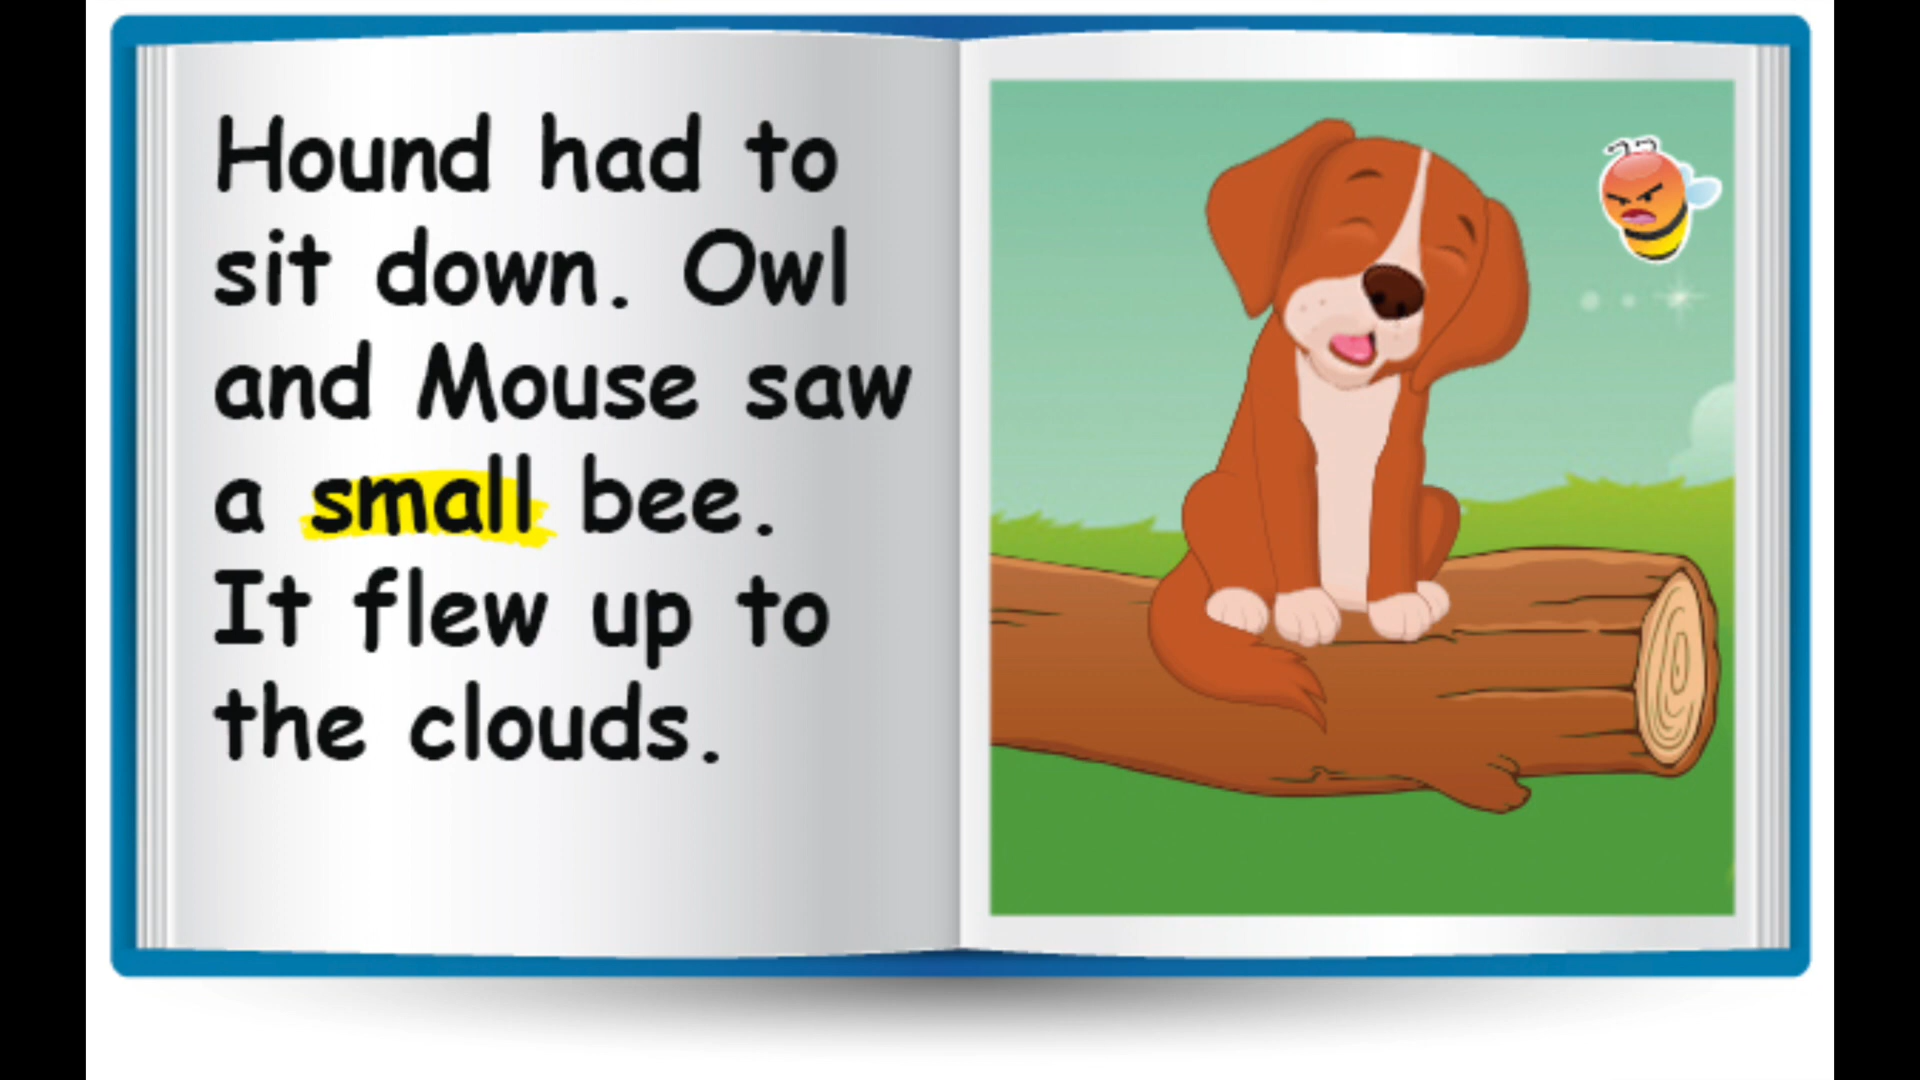 Hound had to
sit down. Owl
and Mouse saw
a small bee.
It flew up to
the clouds.